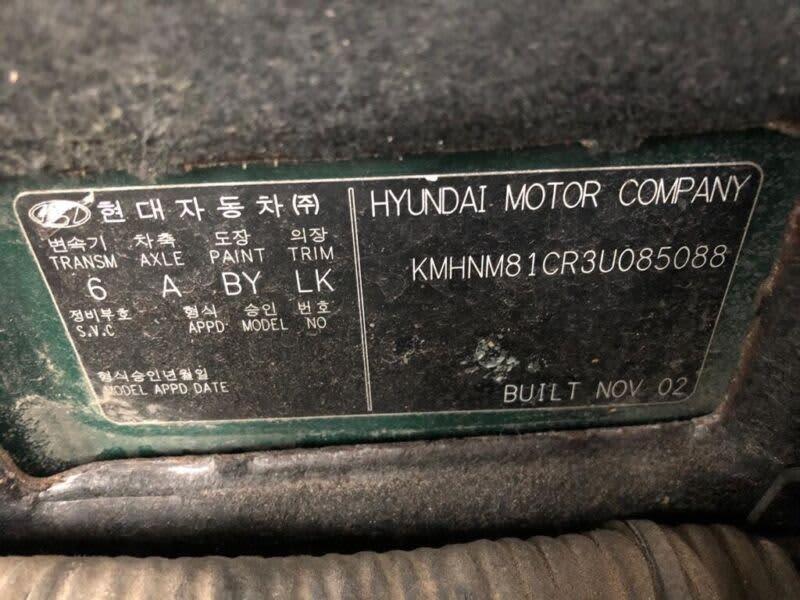 현대자동차(주)
변속기 차축 도장 의장
TRANSM AXLE PAINT TRIM
6 A BY LK
정비부호 형식 승인 번호
S.V.C APPD MODEL NO
형식승인년월일
MODEL APPD DATE
HYUNDAI MOTOR COMPANY
KMHNM81CR3U085088
BUILT NOV 02